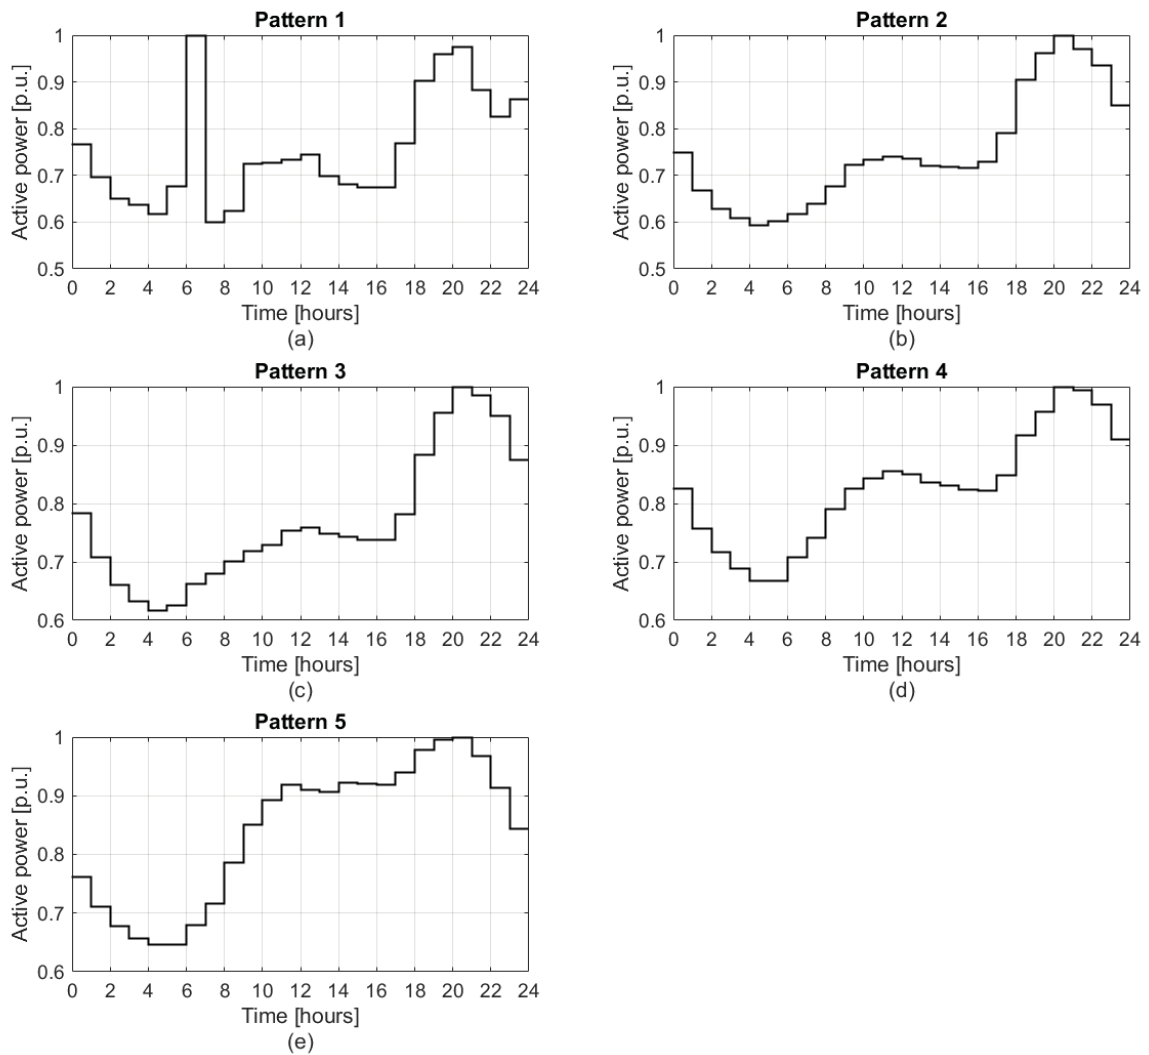 Pattern 1
Active power [p.u.]
1
0.9
0.8
0.7
0.6
0.5
0 2 4 6 8 10 12 14 16 18 20 22 24
Time [hours]
(a)
Pattern 2
Active power [p.u.]
1
0.9
0.8
0.7
0.6
0.5
0 2 4 6 8 10 12 14 16 18 20 22 24
Time [hours]
(b)
Pattern 3
Active power [p.u.]
1
0.9
0.8
0.7
0.6
0 2 4 6 8 10 12 14 16 18 20 22 24
Time [hours]
(c)
Pattern 4
Active power [p.u.]
1
0.9
0.8
0.7
0.6
0 2 4 6 8 10 12 14 16 18 20 22 24
Time [hours]
(d)
Pattern 5
Active power [p.u.]
1
0.9
0.8
0.7
0.6
0 2 4 6 8 10 12 14 16 18 20 22 24
Time [hours]
(e)